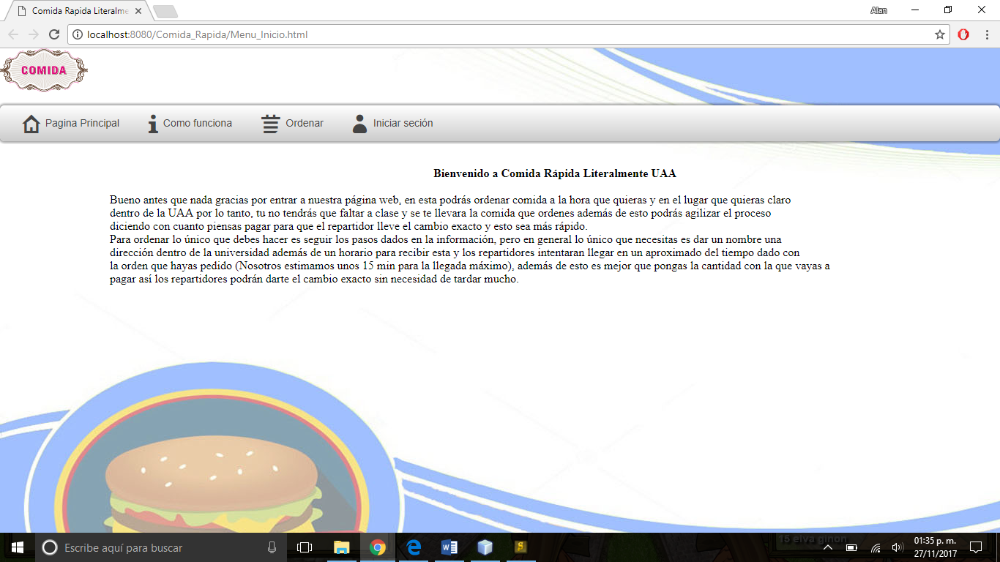 Comida Rapida Literalme
Alan
localhost:8080/Comida_Rapida/Menu_Inicio.html
COMIDA
Pagina Principal
Como funciona
Ordenar
Iniciar seción
Bienvenido a Comida Rápida Literalmente UAA
Bueno antes que nada gracias por entrar a nuestra página web, en esta podrás ordenar comida a la hora que quieras y en el lugar que quieras claro
dentro de la UAA por lo tanto, tu no tendrás que faltar a clase y se te llevara la comida que ordenes además de esto podrás agilizar el proceso
diciendo con cuanto piensas pagar para que el repartidor lleve el cambio exacto y esto sea más rápido.
Para ordenar lo único que debes hacer es seguir los pasos dados en la información, pero en general lo único que necesitas es dar un nombre una
dirección dentro de la universidad además de un horario para recibir esta y los repartidores intentaran llegar en un aproximado del tiempo dado con
la orden que hayas pedido (Nosotros estimamos unos 15 min para la llegada máximo), además de esto es mejor que pongas la cantidad con la que vayas a
pagar así los repartidores podrán darte el cambio exacto sin necesidad de tardar mucho.
Escribe aquí para buscar
15 elva ginon
01:35 p. m.
27/11/2017